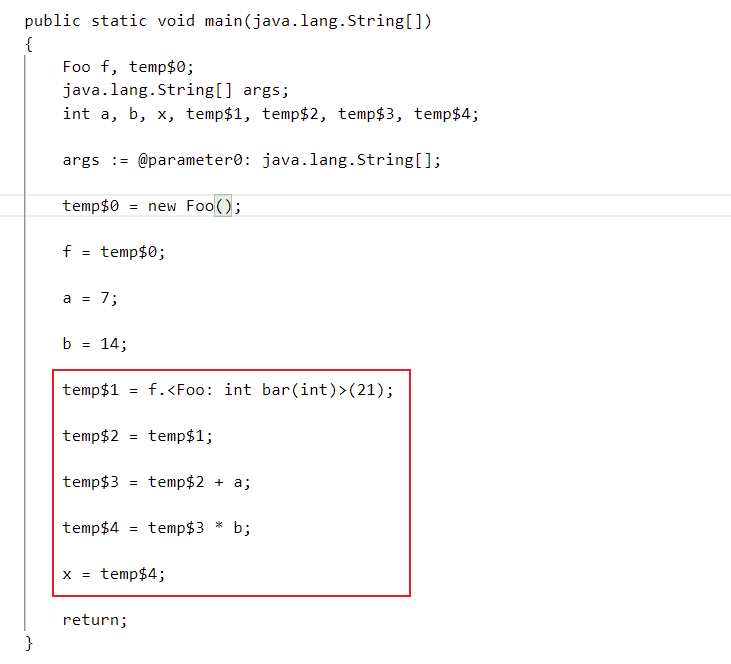 public static void main(java.lang.String[])
{
Foo f, temp$0;
java.lang.String[] args;
int a, b, x, temp$1, temp$2, temp$3, temp$4;
args := @parameter0: java.lang.String[];
temp$0 = new Foo();
f = temp$0;
a = 7;
b = 14;
temp$1 = f.<Foo: int bar(int)>(21);
temp$2 = temp$1;
temp$3 = temp$2 + a;
temp$4 = temp$3 * b;
x = temp$4;
return;
}